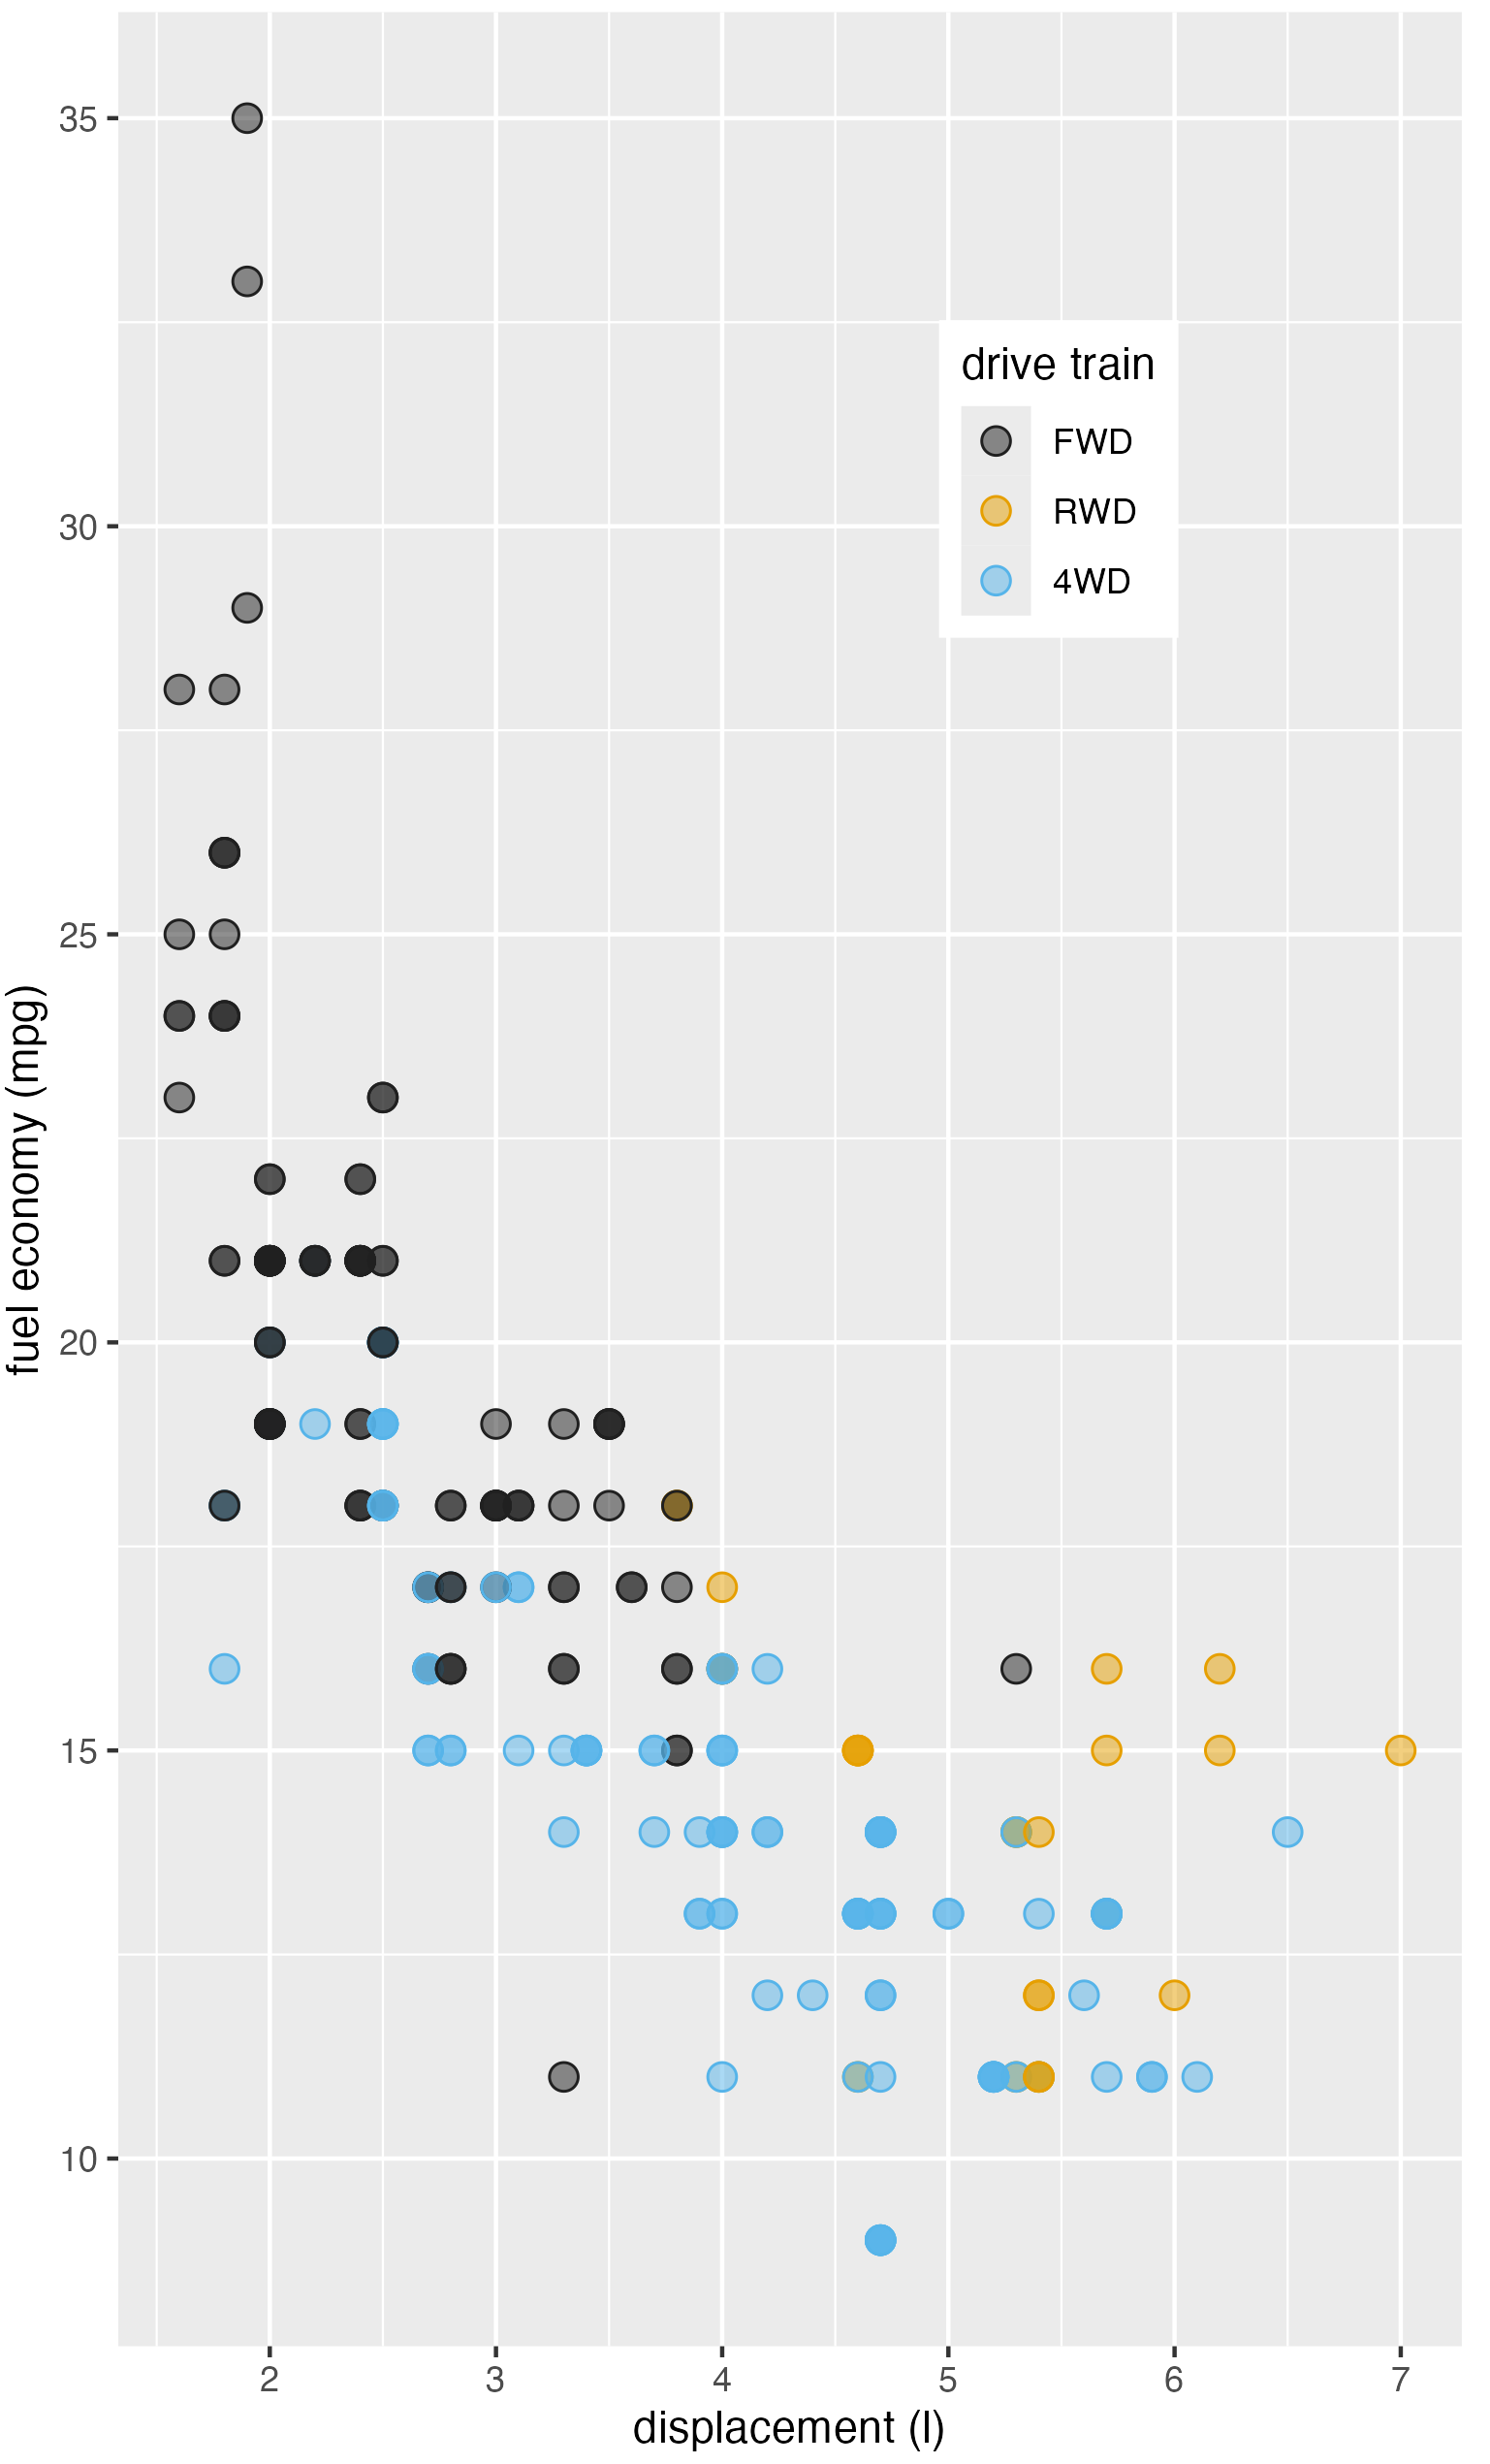 35
30
25
20
15
10
fuel economy (mpg)
drive train
FWD
RWD
4WD
2 3 4 5 6 7
displacement (l)